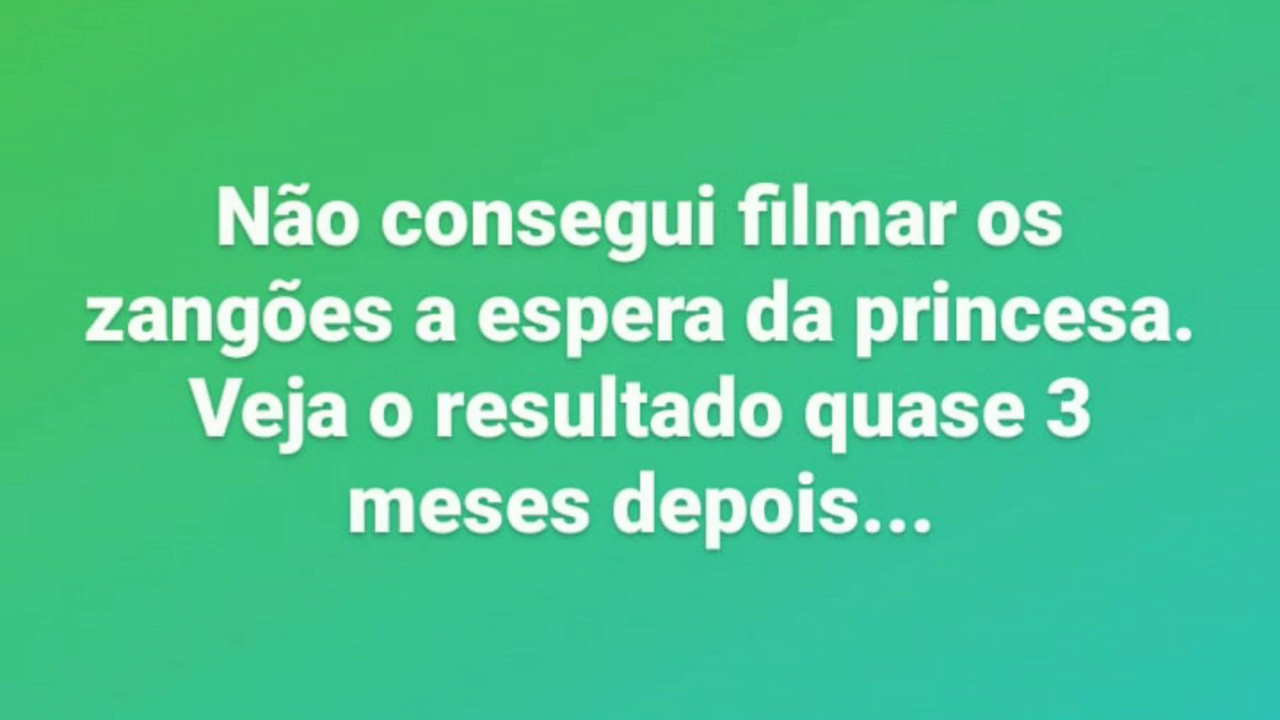 Não consegui filmar os
zangões a espera da princesa.
Veja o resultado quase 3
meses depois...